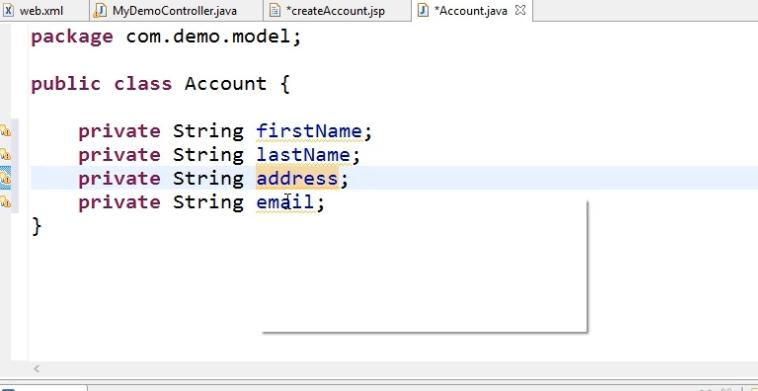 web.xml MyDemoController.java *createAccount.jsp *Account.java
package com.demo.model;
public class Account {
private String firstName;
private String lastName;
private String address;
private String email;
}